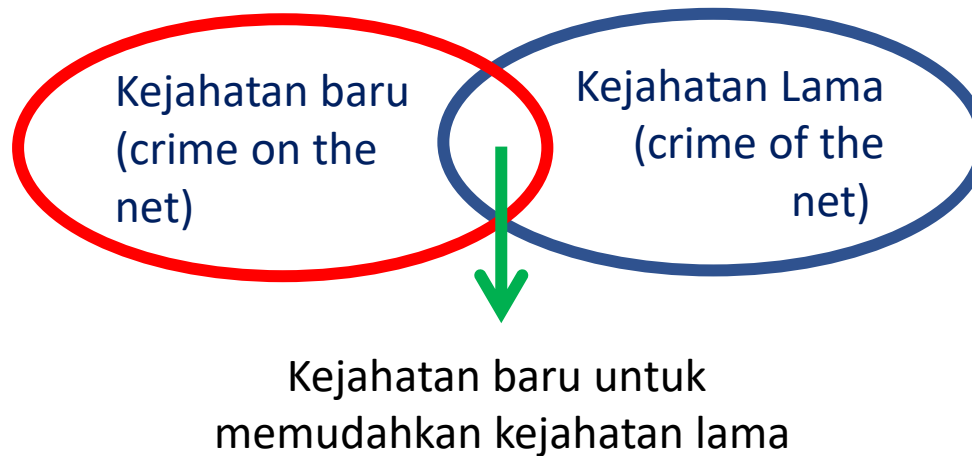 Kejahatan baru
(crime on the
net)
Kejahatan Lama
(crime of the
net)
Kejahatan baru untuk
memudahkan kejahatan lama